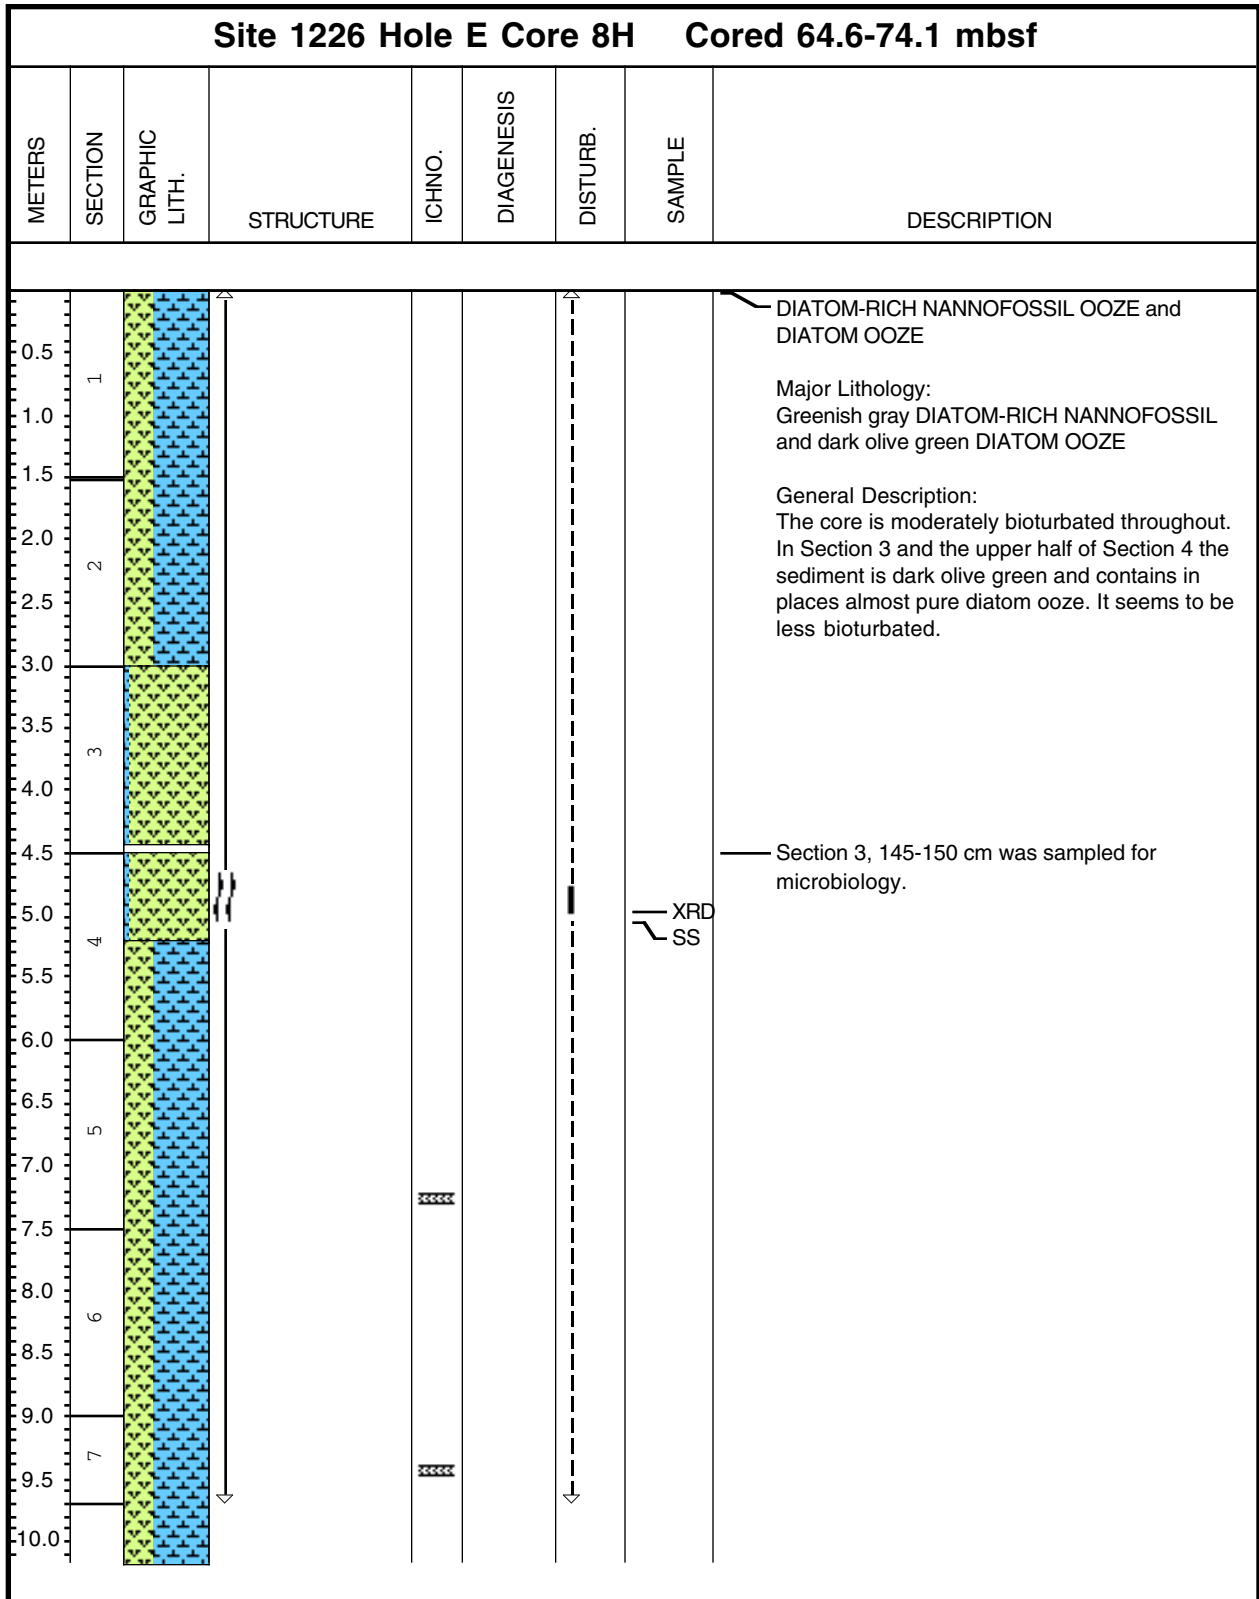 Site 1226 Hole E Core 8H Cored 64.6-74.1 mbsf
METERS
SECTION
GRAPHIC
LITH.
STRUCTURE
ICHNO.
DIAGENESIS
DISTURB.
SAMPLE
DESCRIPTION
0.5
1.0
1.5
2.0
2.5
3.0
3.5
4.0
4.5
5.0
5.5
6.0
6.5
7.0
7.5
8.0
8.5
9.0
9.5
10.0
1
2
3
4
5
6
7
XRD
SS
DIATOM-RICH NANNOFOSSIL OOZE and
DIATOM OOZE
Major Lithology:
Greenish gray DIATOM-RICH NANNOFOSSIL
and dark olive green DIATOM OOZE
General Description:
The core is moderately bioturbated throughout.
In Section 3 and the upper half of Section 4 the
sediment is dark olive green and contains in
places almost pure diatom ooze. It seems to be
less bioturbated.
Section 3, 145-150 cm was sampled for
microbiology.